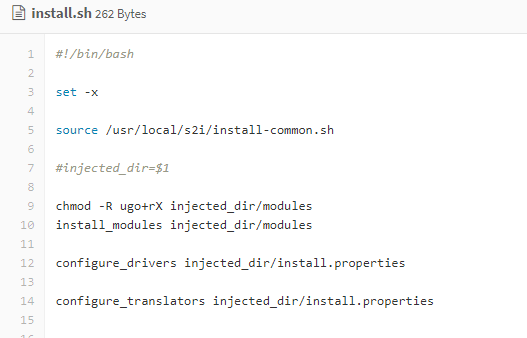 install.sh 262 Bytes
1 #!/bin/bash
2
3 set -x
4
5 source /usr/local/s2i/install-common.sh
6
7 #injected_dir=$1
8
9 chmod -R ugo+rX injected_dir/modules
10 install_modules injected_dir/modules
11
12 configure_drivers injected_dir/install.properties
13
14 configure_translators injected_dir/install.properties
15